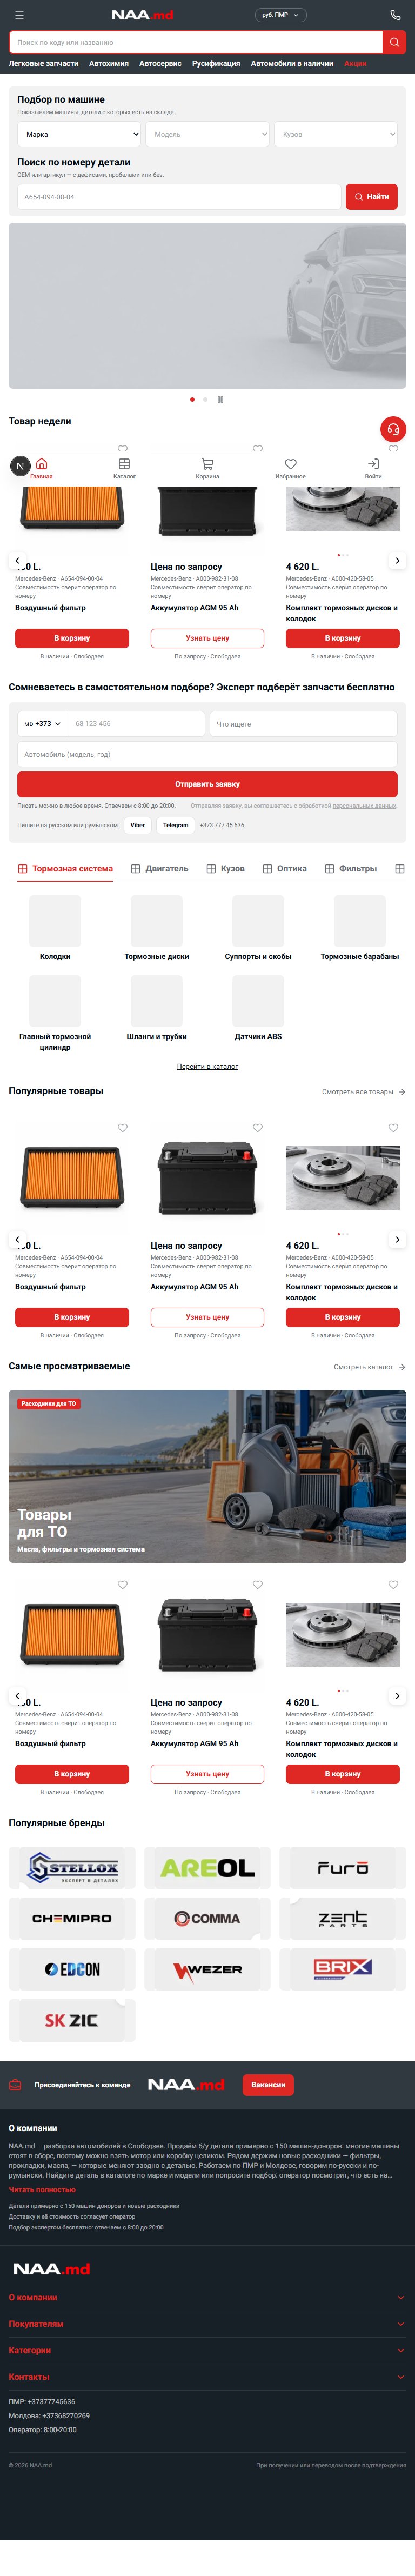 NAA.md
руб. ПМР
Поиск по коду или названию
Легковые запчасти Автохимия Автосервис Русификация Автомобили в наличии Акции
Подбор по машине
Показываем машины, детали с которых есть на складе.
Марка Модель Кузов
Поиск по номеру детали
OEM или артикул — с дефисами, пробелами или без.
A654-094-00-04 Найти
Товар недели
N
Главная Каталог Корзина Избранное Войти
Цена по запросу 4 620 L.
Mercedes-Benz · A654-094-00-04 Mercedes-Benz · A000-982-31-08 Mercedes-Benz · A000-420-58-05
Совместимость сверит оператор по номеру Совместимость сверит оператор по номеру Совместимость сверит оператор по номеру
Воздушный фильтр Аккумулятор AGM 95 Ah Комплект тормозных дисков и колодок
В корзину Узнать цену В корзину
В наличии · Слободзея По запросу · Слободзея В наличии · Слободзея
Сомневаетесь в самостоятельном подборе? Эксперт подберёт запчасти бесплатно
MD +373 68 123 456 Что ищете
Автомобиль (модель, год)
Отправить заявку
Писать можно в любое время. Отвечаем с 8:00 до 20:00. Отправляя заявку, вы соглашаетесь с обработкой персональных данных.
Пишите на русском или румынском: Viber Telegram +373 777 45 636
Тормозная система Двигатель Кузов Оптика Фильтры
Колодки Тормозные диски Суппорты и скобы Тормозные барабаны
Главный тормозной цилиндр Шланги и трубки Датчики ABS
Перейти в каталог
Популярные товары Смотреть все товары
Цена по запросу 4 620 L.
Mercedes-Benz · A654-094-00-04 Mercedes-Benz · A000-982-31-08 Mercedes-Benz · A000-420-58-05
Совместимость сверит оператор по номеру Совместимость сверит оператор по номеру Совместимость сверит оператор по номеру
Воздушный фильтр Аккумулятор AGM 95 Ah Комплект тормозных дисков и колодок
В корзину Узнать цену В корзину
В наличии · Слободзея По запросу · Слободзея В наличии · Слободзея
Самые просматриваемые Смотреть каталог
Расходники для ТО
Товары
для ТО
Масла, фильтры и тормозная система
Цена по запросу 4 620 L.
Mercedes-Benz · A654-094-00-04 Mercedes-Benz · A000-982-31-08 Mercedes-Benz · A000-420-58-05
Совместимость сверит оператор по номеру Совместимость сверит оператор по номеру Совместимость сверит оператор по номеру
Воздушный фильтр Аккумулятор AGM 95 Ah Комплект тормозных дисков и колодок
В корзину Узнать цену В корзину
В наличии · Слободзея По запросу · Слободзея В наличии · Слободзея
Популярные бренды
STELLOX
ЭКСПЕРТ В ДЕТАЛЯХ
AREOL
Furō
CHEMIPRO
COMMA
ZENT
PARTS
EDCON
WEZER
BRIX
SK ZIC
Присоединяйтесь к команде NAA.md Вакансии
О компании
NAA.md — разборка автомобилей в Слободзее. Продаём б/у детали примерно с 150 машин-доноров: многие машины
стоят в сборе, поэтому можно взять мотор или коробку целиком. Рядом держим новые расходники — фильтры,
прокладки, масла, — которые меняют заодно с деталью. Работаем по ПМР и Молдове, говорим по-русски и по-
румынски. Найдите деталь в каталоге по марке и модели или попросите подбор: оператор посмотрит, что есть на...
Читать полностью
Детали примерно с 150 машин-доноров и новые расходники
Доставку и её стоимость согласует оператор
Подбор экспертом бесплатно: отвечаем с 8:00 до 20:00
NAA.md
О компании
Покупателям
Категории
Контакты
ПМР: +37377745636
Молдова: +37368270269
Оператор: 8:00-20:00
© 2026 NAA.md При получении или переводом после подтверждения